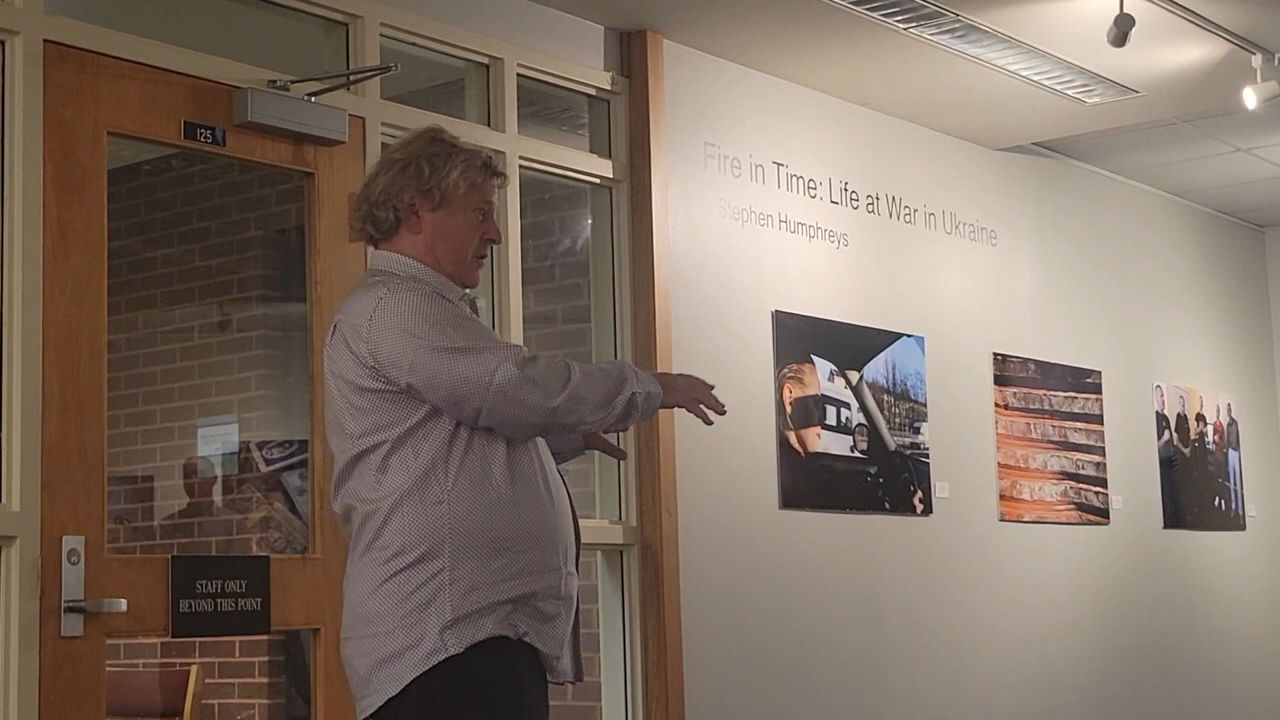 125
Fire in Time: Life at War in Ukraine
Stephen Humphreys
STAFF ONLY
BEYOND THIS POINT